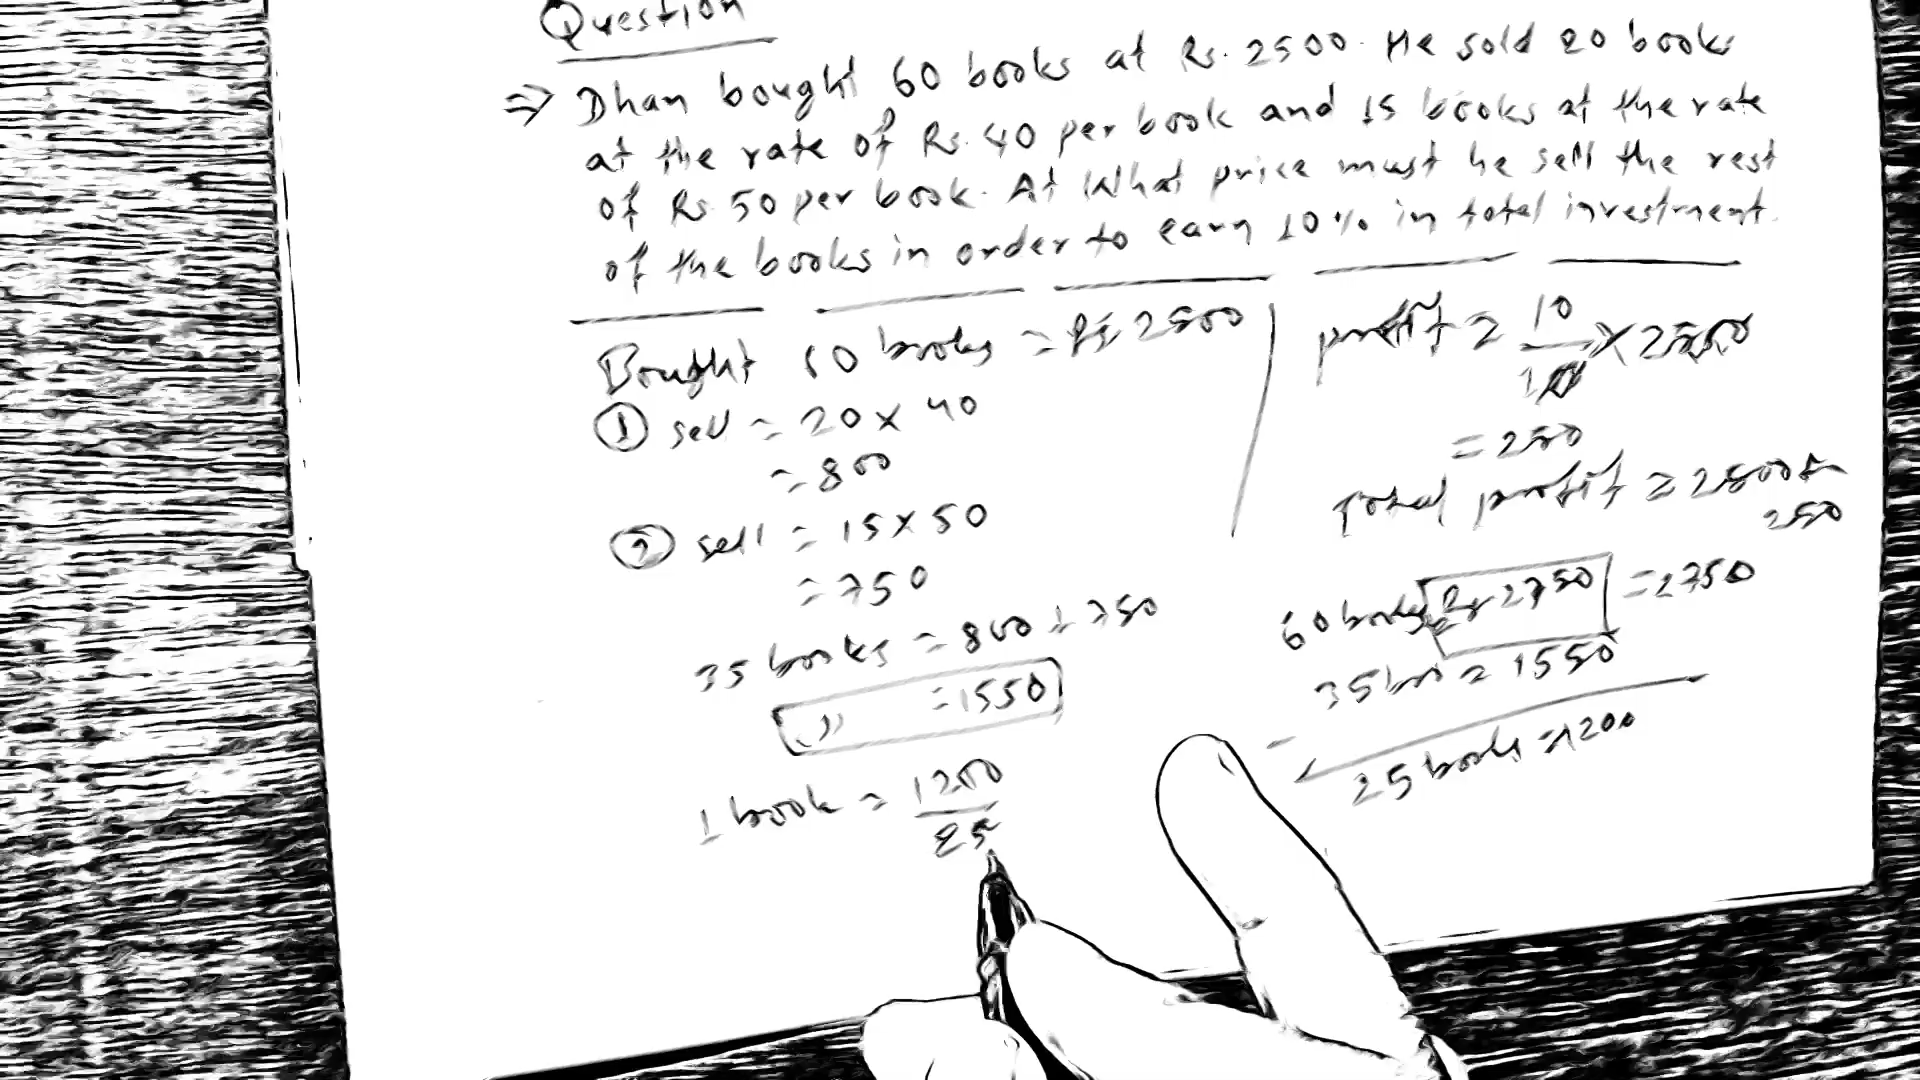 Question
⇒ Dhan bought 60 books at Rs. 2500. He sold 20 books
at the rate of Rs. 40 per book and 15 books at the rate
of Rs 50 per book. At What price must he sell the rest
of the books in order to earn 10% in total investment.
Bought 60 books = Rs 2500
① sell = 20 x 40
= 800
② sell = 15 x 50
= 750
35 books = 800 + 750
〃 = 1550
1 book = 1200
25
profit = 10
100 x 2500
= 250
Total profit = 2500 +
250
60 books Rs 2750 = 2750
35 boo = 1550
25 books = 1200